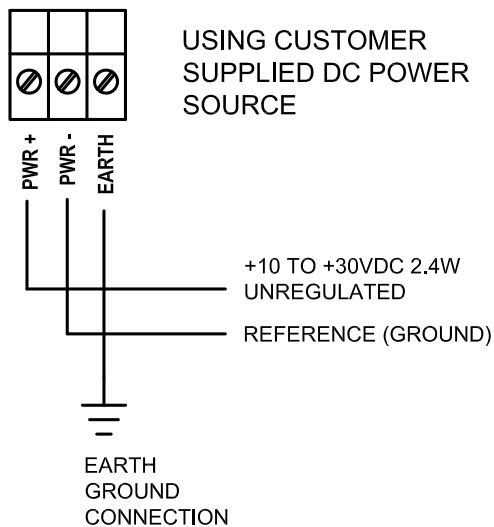 USING CUSTOMER
SUPPLIED DC POWER
SOURCE
PWR +
PWR -
EARTH
+10 TO +30VDC 2.4W
UNREGULATED
REFERENCE (GROUND)
EARTH
GROUND
CONNECTION